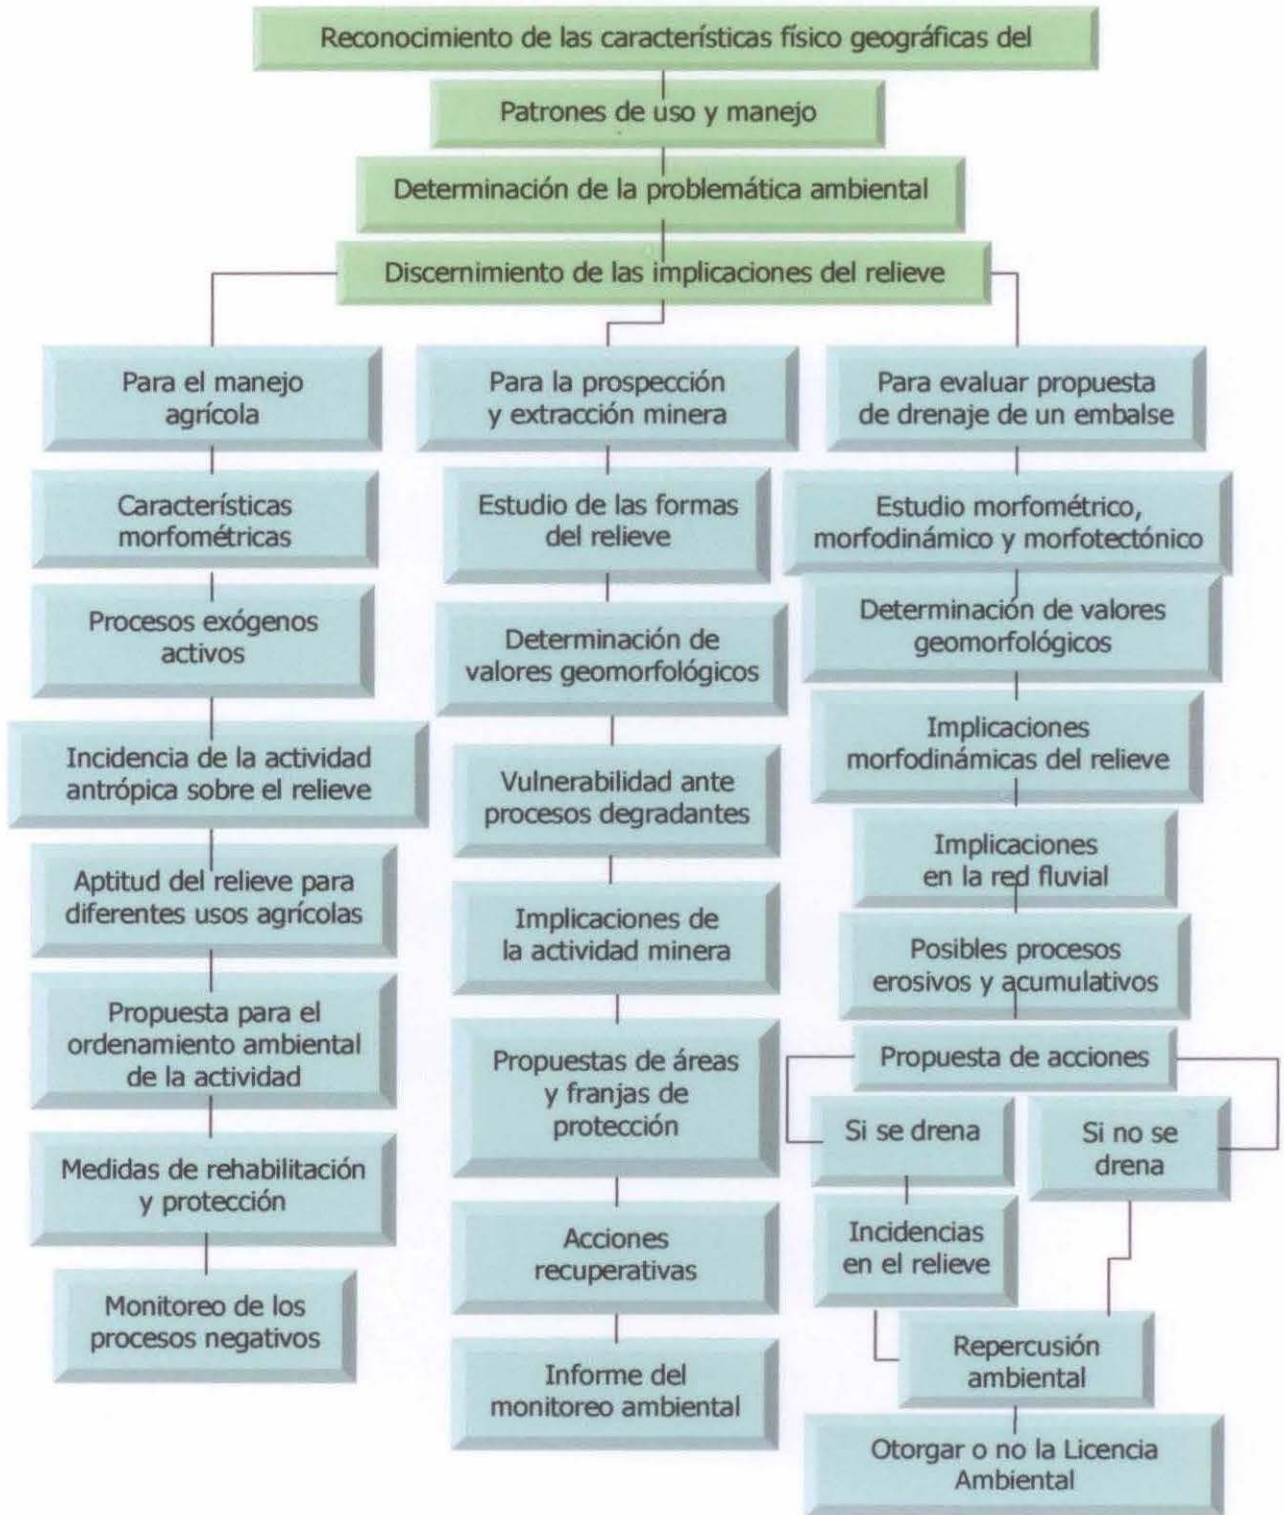 Reconocimiento de las características físico geográficas del
Patrones de uso y manejo
Determinación de la problemática ambiental
Discernimiento de las implicaciones del relieve
Para el manejo
agrícola
Características
morfométricas
Procesos exógenos
activos
Incidencia de la actividad
antrópica sobre el relieve
Aptitud del relieve para
diferentes usos agrícolas
Propuesta para el
ordenamiento ambiental
de la actividad
Medidas de rehabilitación
y protección
Monitoreo de los
procesos negativos
Para la prospección
y extracción minera
Estudio de las formas
del relieve
Determinación de
valores geomorfológicos
Vulnerabilidad ante
procesos degradantes
Implicaciones de
la actividad minera
Propuestas de áreas
y franjas de
protección
Acciones
recuperativas
Informe del
monitoreo ambiental
Para evaluar propuesta
de drenaje de un embalse
Estudio morfométrico,
morfodinámico y morfotectónico
Determinación de valores
geomorfológicos
Implicaciones
morfodinámicas del relieve
Implicaciones
en la red fluvial
Posibles procesos
erosivos y acumulativos
Propuesta de acciones
Si se drena
Si no se
drena
Incidencias
en el relieve
Repercusión
ambiental
Otorgar o no la Licencia
Ambiental